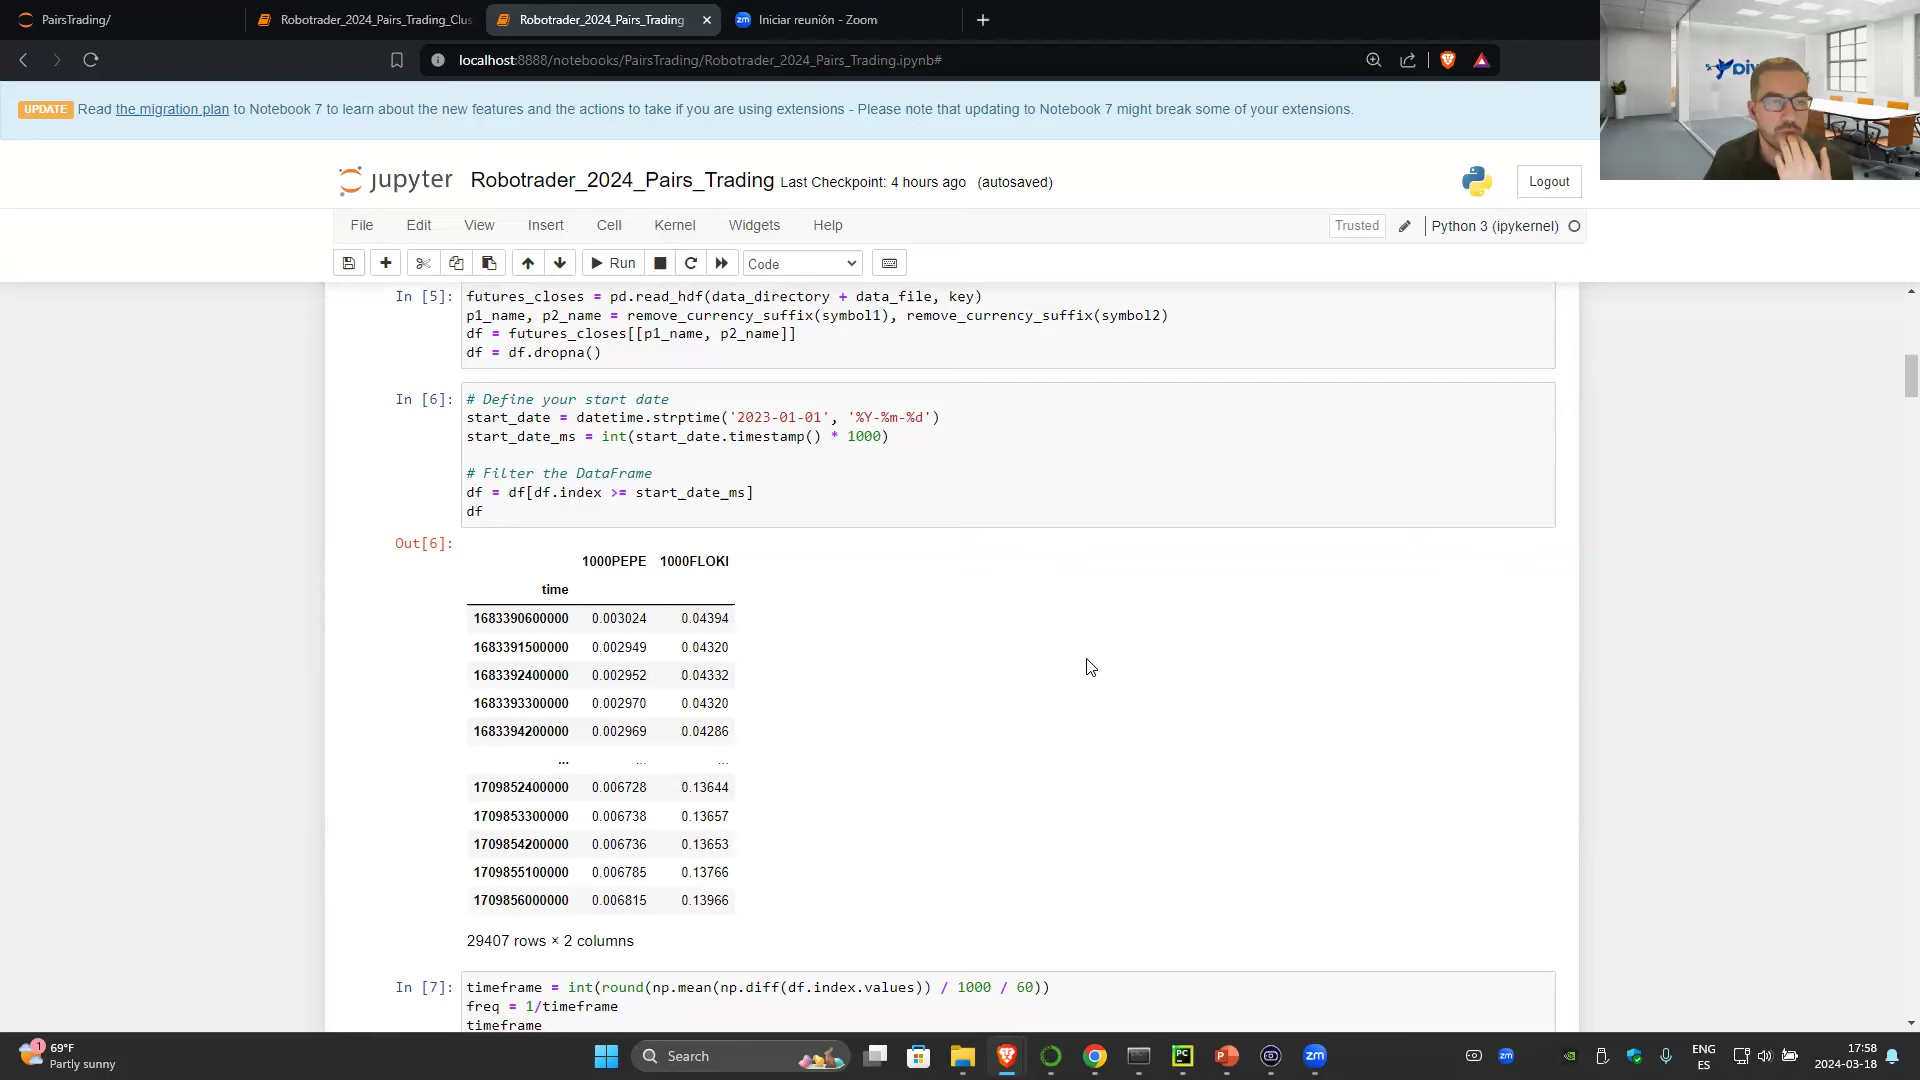 PairsTrading/
Robotrader_2024_Pairs_Trading_Clus
Robotrader_2024_Pairs_Trading
Iniciar reunión - Zoom
localhost:8888/notebooks/PairsTrading/Robotrader_2024_Pairs_Trading.ipynb#
UPDATE Read the migration plan to Notebook 7 to learn about the new features and the actions to take if you are using extensions - Please note that updating to Notebook 7 might break some of your extensions.
jupyter Robotrader_2024_Pairs_Trading Last Checkpoint: 4 hours ago (autosaved)
Logout
File Edit View Insert Cell Kernel Widgets Help
Trusted Python 3 (ipykernel)
Run Code
In [5]: futures_closes = pd.read_hdf(data_directory + data_file, key)
p1_name, p2_name = remove_currency_suffix(symbol1), remove_currency_suffix(symbol2)
df = futures_closes[[p1_name, p2_name]]
df = df.dropna()
In [6]: # Define your start date
start_date = datetime.strptime('2023-01-01', '%Y-%m-%d')
start_date_ms = int(start_date.timestamp() * 1000)
# Filter the DataFrame
df = df[df.index >= start_date_ms]
df
Out[6]:
1000PEPE 1000FLOKI
time
1683390600000 0.003024 0.04394
1683391500000 0.002949 0.04320
1683392400000 0.002952 0.04332
1683393300000 0.002970 0.04320
1683394200000 0.002969 0.04286
... ... ...
1709852400000 0.006728 0.13644
1709853300000 0.006738 0.13657
1709854200000 0.006736 0.13653
1709855100000 0.006785 0.13766
1709856000000 0.006815 0.13966
29407 rows × 2 columns
In [7]: timeframe = int(round(np.mean(np.diff(df.index.values)) / 1000 / 60))
freq = 1/timeframe
timeframe
1
69°F
Partly sunny
Search
PC
zm
ENG
ES
17:58
2024-03-18